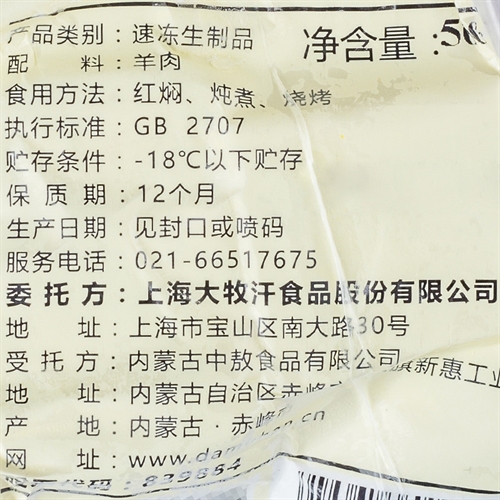 产品类别：速冻生制品
净含量：
配 料：羊肉
食用方法：红焖、炖煮、烧烤
执行标准：GB 2707
贮存条件：-18℃以下贮存
保 质 期：12个月
生产日期：见封口或喷码
服务电话：021-66517675
委 托 方：上海大牧汗食品股份有限公司
地 址：上海市宝山区南大路30号
受 托 方：内蒙古中敖食品有限公司
地 址：内蒙古自治区赤峰 旗新惠工业
产 地：内蒙古·赤峰
网 址：www. .cn
代码：829854